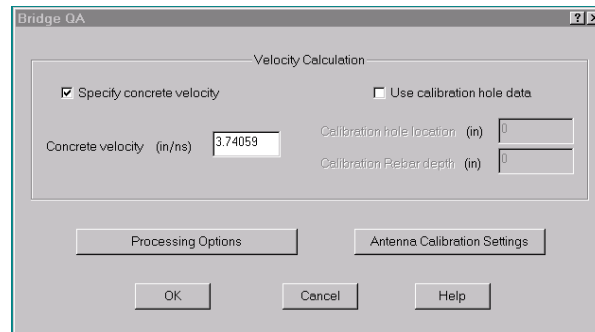 Bridge QA
Velocity Calculation
Specify concrete velocity
Use calibration hole data
Concrete velocity (in/ns) 3.74059
Calibration hole location (in) 0
Calibration Rebar depth (in) 0
Processing Options
Antenna Calibration Settings
OK
Cancel
Help